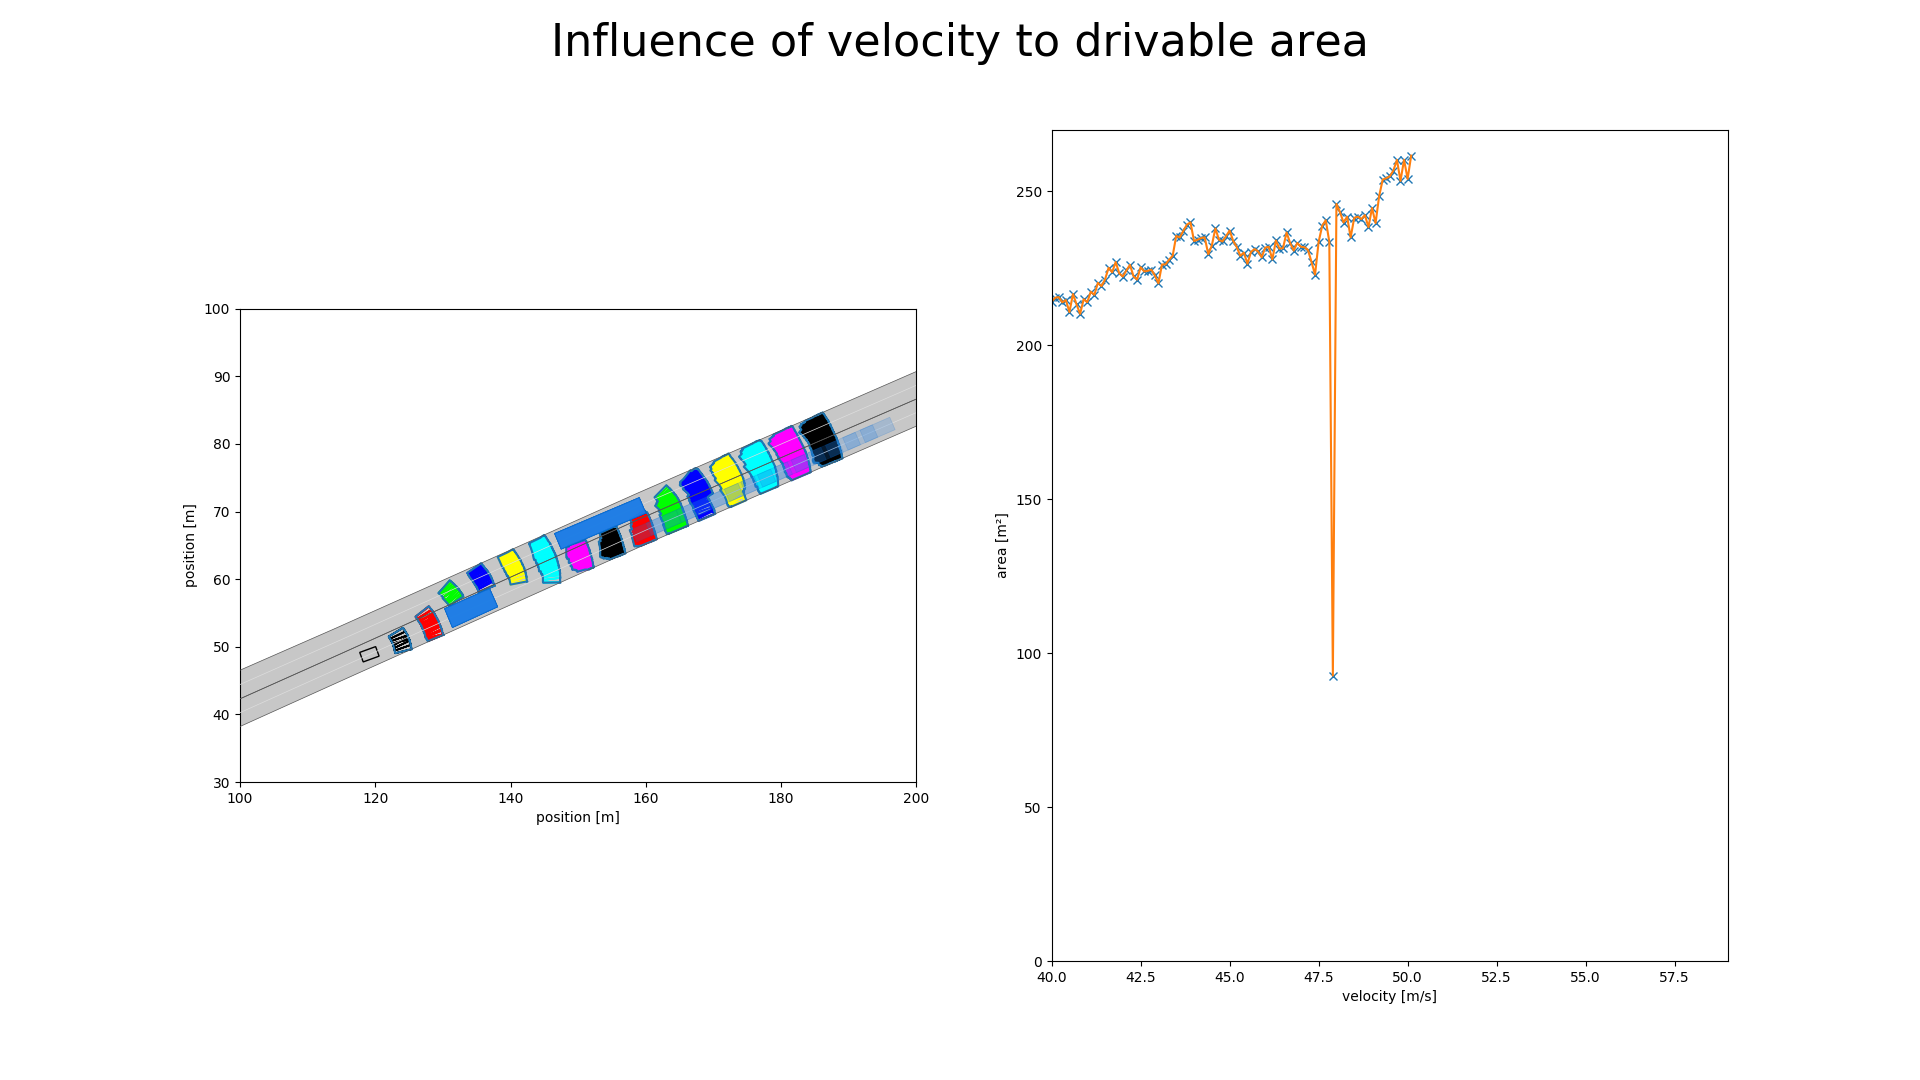 Influence of velocity to drivable area
100
90
80
70
60
50
40
30
position [m]
100 120 140 160 180 200
position [m]
250
200
150
100
50
0
area [m²]
40.0 42.5 45.0 47.5 50.0 52.5 55.0 57.5
velocity [m/s]